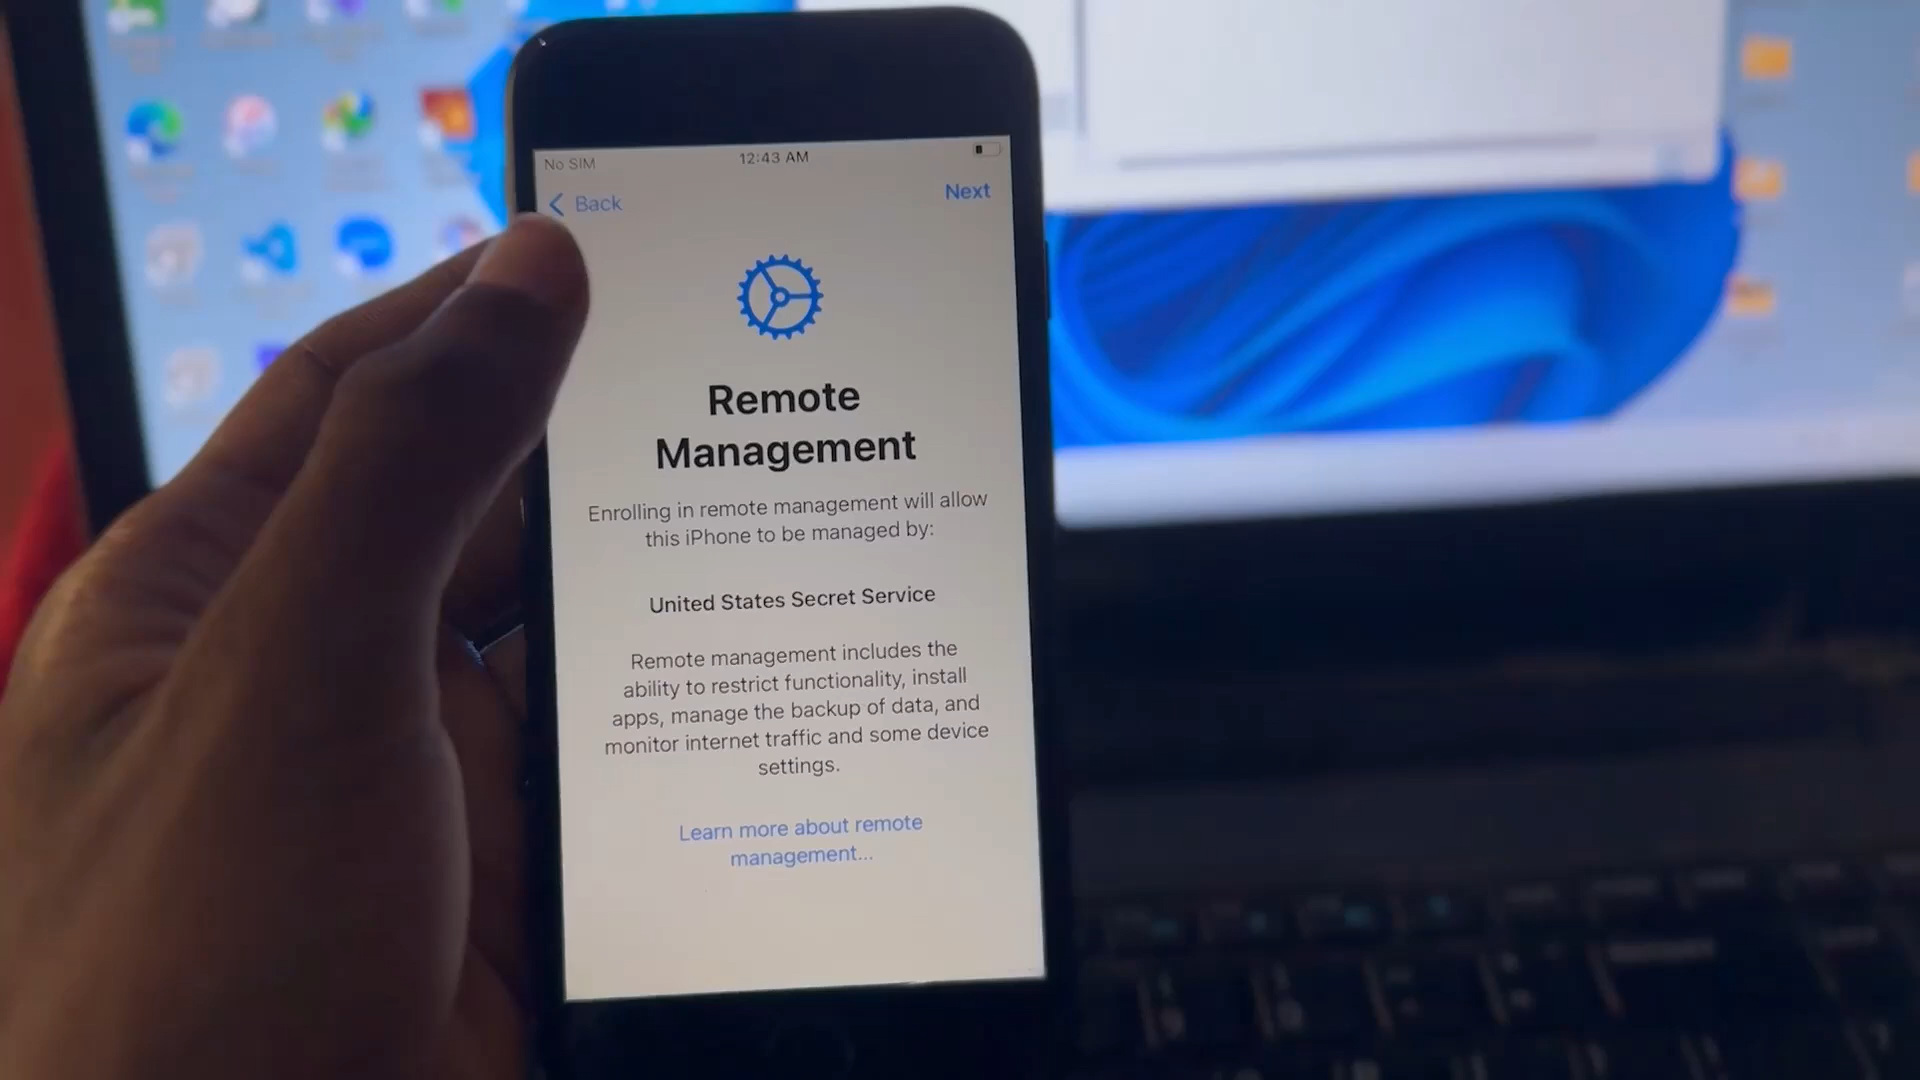 No SIM
12:43 AM
Back
Next
Remote
Management
Enrolling in remote management will allow
this iPhone to be managed by:
United States Secret Service
Remote management includes the
ability to restrict functionality, install
apps, manage the backup of data, and
monitor internet traffic and some device
settings.
Learn more about remote
management...